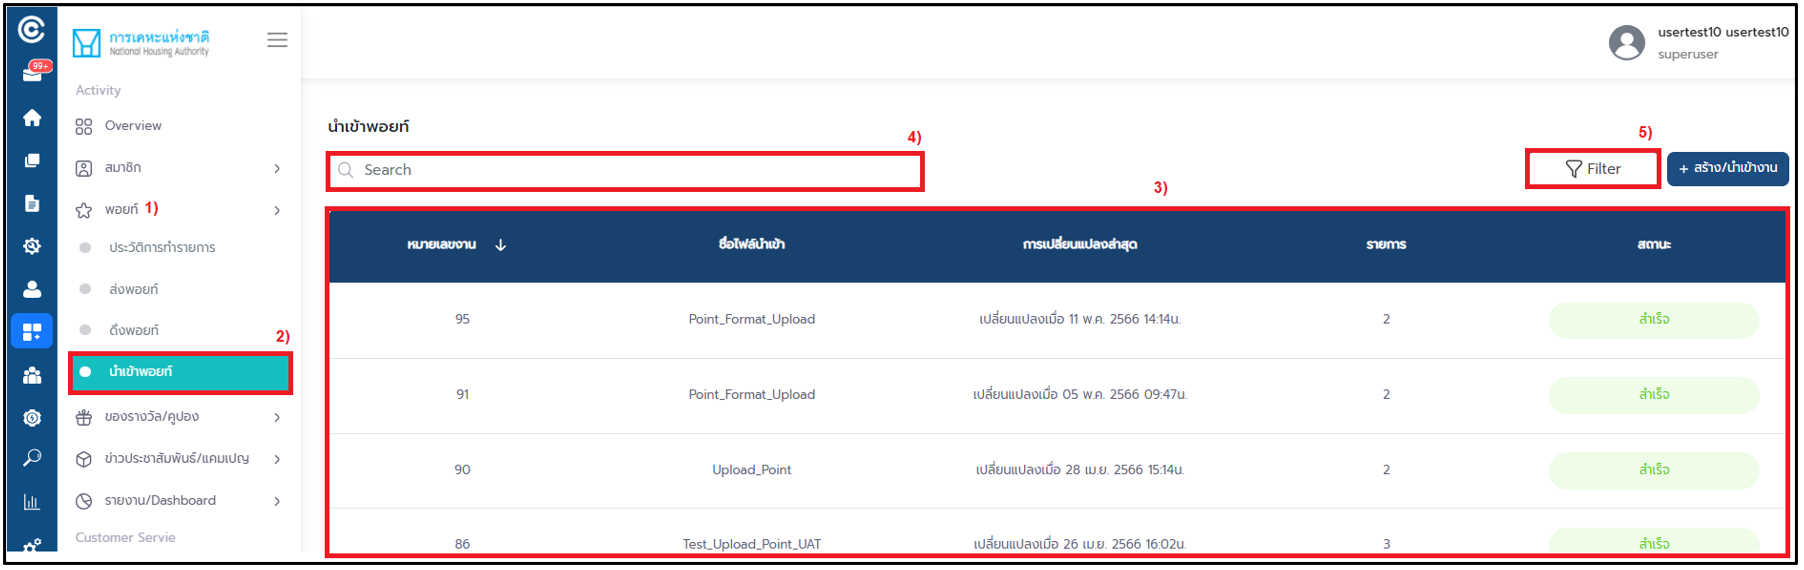 การเคหะแห่งชาติ
National Housing Authority
99+
usertest10 usertest10
superuser
Activity
Overview
สมาชิก
พอยท์ 1)
ประวัติการทำรายการ
ส่งพอยท์
ดึงพอยท์
2)
นำเข้าพอยท์
ของรางวัล/คูปอง
ข่าวประชาสัมพันธ์/แคมเปญ
รายงาน/Dashboard
Customer Servie
นำเข้าพอยท์
4)
Search
5)
Filter
+ สร้าง/นำเข้างาน
3)
หมายเลขงาน ชื่อไฟล์นำเข้า การเปลี่ยนแปลงล่าสุด รายการ สถานะ
95 Point_Format_Upload เปลี่ยนแปลงเมื่อ 11 พ.ค. 2566 14:14น. 2 สำเร็จ
91 Point_Format_Upload เปลี่ยนแปลงเมื่อ 05 พ.ค. 2566 09:47น. 2 สำเร็จ
90 Upload_Point เปลี่ยนแปลงเมื่อ 28 เม.ย. 2566 15:14น. 2 สำเร็จ
86 Test_Upload_Point_UAT เปลี่ยนแปลงเมื่อ 26 เม.ย. 2566 16:02น. 3 สำเร็จ